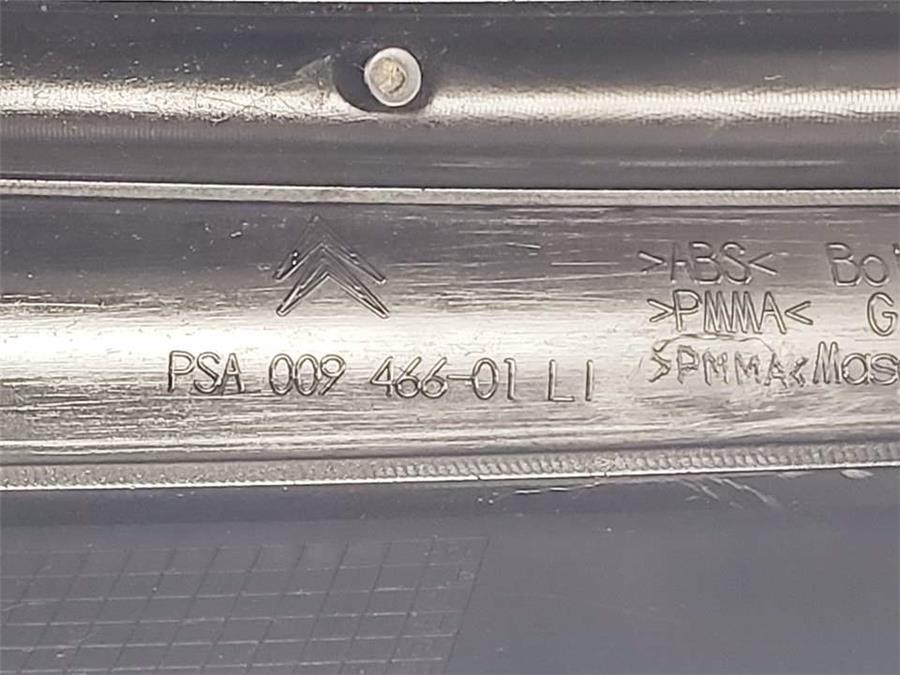 PSA 009 466-01 LI
>ABS<
>PMMA< G
>PMMA<